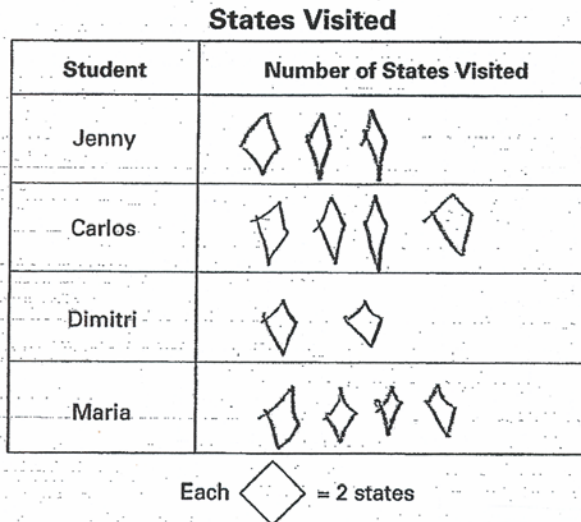 States Visited
Student Number of States Visited
Jenny
Carlos
Dimitri
Maria
Each = 2 states